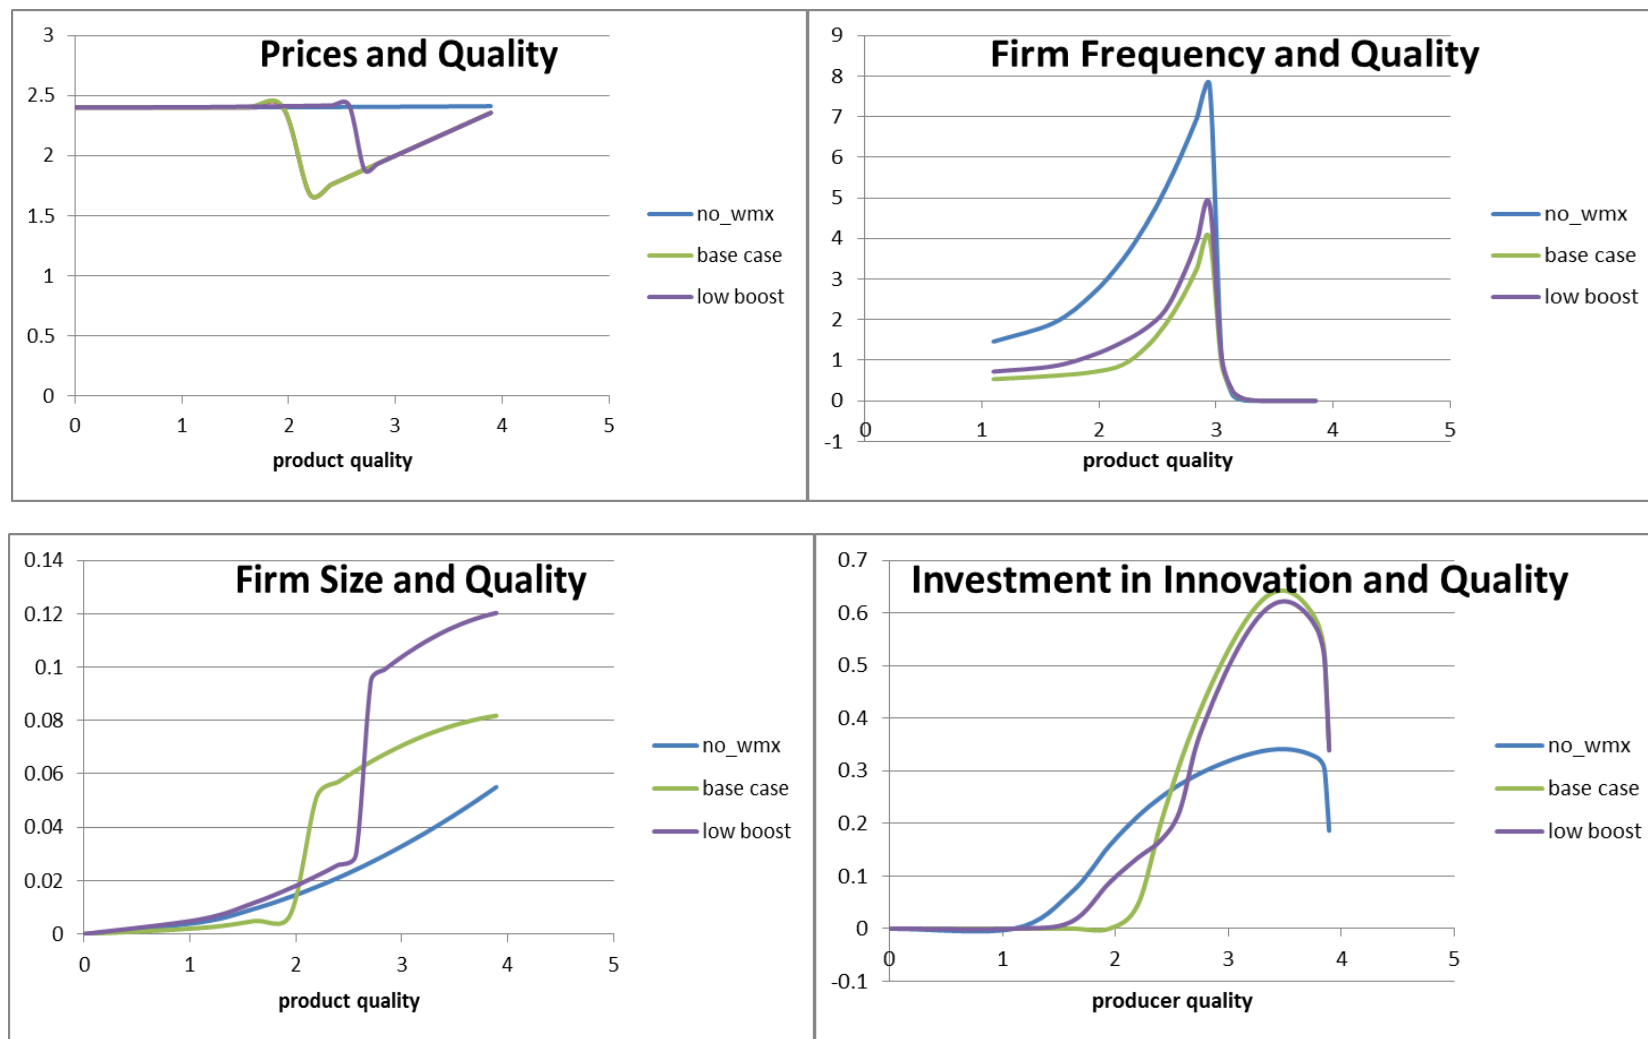 Prices and Quality
3
2.5
2
1.5
1
0.5
0
0 1 2 3 4 5
product quality
no_wmx
base case
low boost
Firm Frequency and Quality
9
8
7
6
5
4
3
2
1
0
-1
0 1 2 3 4 5
product quality
no_wmx
base case
low boost
Firm Size and Quality
0.14
0.12
0.1
0.08
0.06
0.04
0.02
0
0 1 2 3 4 5
product quality
no_wmx
base case
low boost
Investment in Innovation and Quality
0.7
0.6
0.5
0.4
0.3
0.2
0.1
0
-0.1
0 1 2 3 4 5
producer quality
no_wmx
base case
low boost